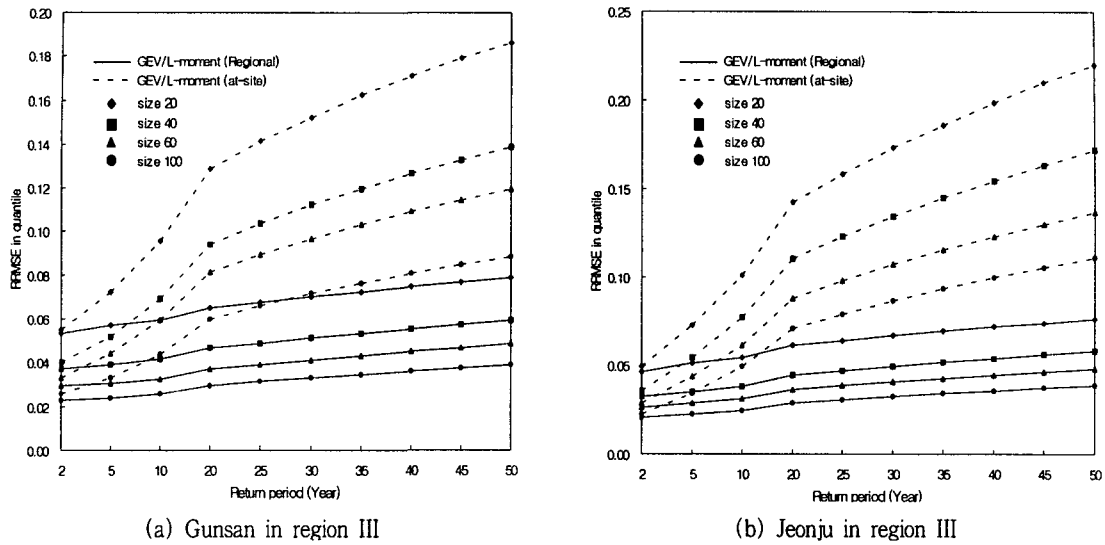 0.20
0.18
0.16
0.14
0.12
0.10
0.08
0.06
0.04
0.02
0.00
RRMSE in quantile
GEV/L-moment (Regional)
GEV/L-moment (at-site)
size 20
size 40
size 60
size 100
2 5 10 20 25 30 35 40 45 50
Return period (Year)
(a) Gunsan in region III
0.25
0.20
0.15
0.10
0.05
0.00
RRMSE in quantile
GEV/L-moment (Regional)
GEV/L-moment (at-site)
size 20
size 40
size 60
size 100
2 5 10 20 25 30 35 40 45 50
Return period (Year)
(b) Jeonju in region III